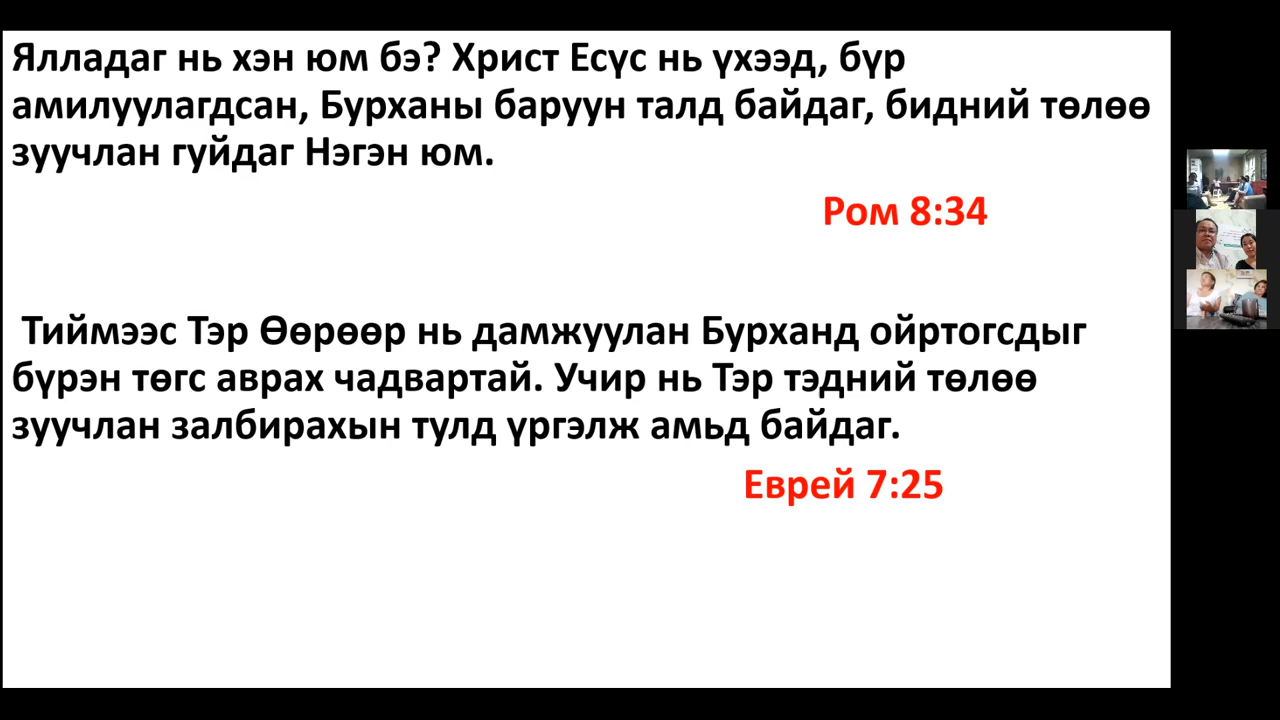 Ялладаг нь хэн юм бэ? Христ Есүс нь үхээд, бүр
амилуулагдсан, Бурханы баруун талд байдаг, бидний төлөө
зуучлан гуйдаг Нэгэн юм.
Ром 8:34
Тиймээс Тэр Өөрөөр нь дамжуулан Бурханд ойртогсдыг
бүрэн төгс аврах чадвартай. Учир нь Тэр тэдний төлөө
зуучлан залбирахын тулд үргэлж амьд байдаг.
Еврей 7:25